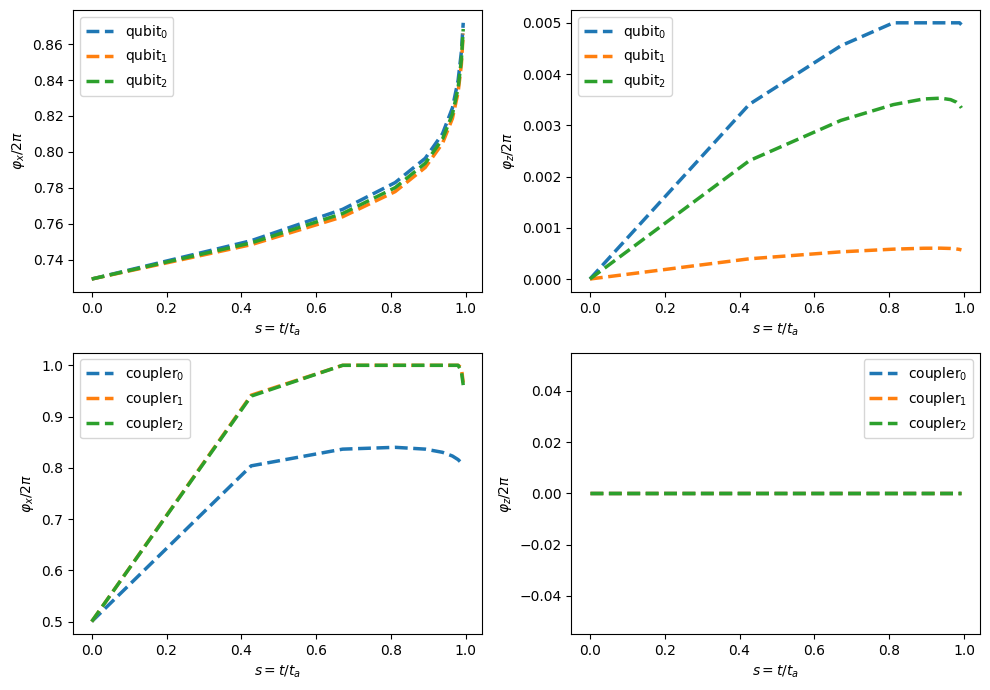 0.86
0.84
0.82
0.80
0.78
0.76
0.74
φx/2π
qubit0
qubit1
qubit2
0.0 0.2 0.4 0.6 0.8 1.0
s = t/ta
0.005
0.004
0.003
0.002
0.001
0.000
φz/2π
qubit0
qubit1
qubit2
0.0 0.2 0.4 0.6 0.8 1.0
s = t/ta
1.0
0.9
0.8
0.7
0.6
0.5
φx/2π
coupler0
coupler1
coupler2
0.0 0.2 0.4 0.6 0.8 1.0
s = t/ta
0.04
0.02
0.00
−0.02
−0.04
φz/2π
coupler0
coupler1
coupler2
0.0 0.2 0.4 0.6 0.8 1.0
s = t/ta